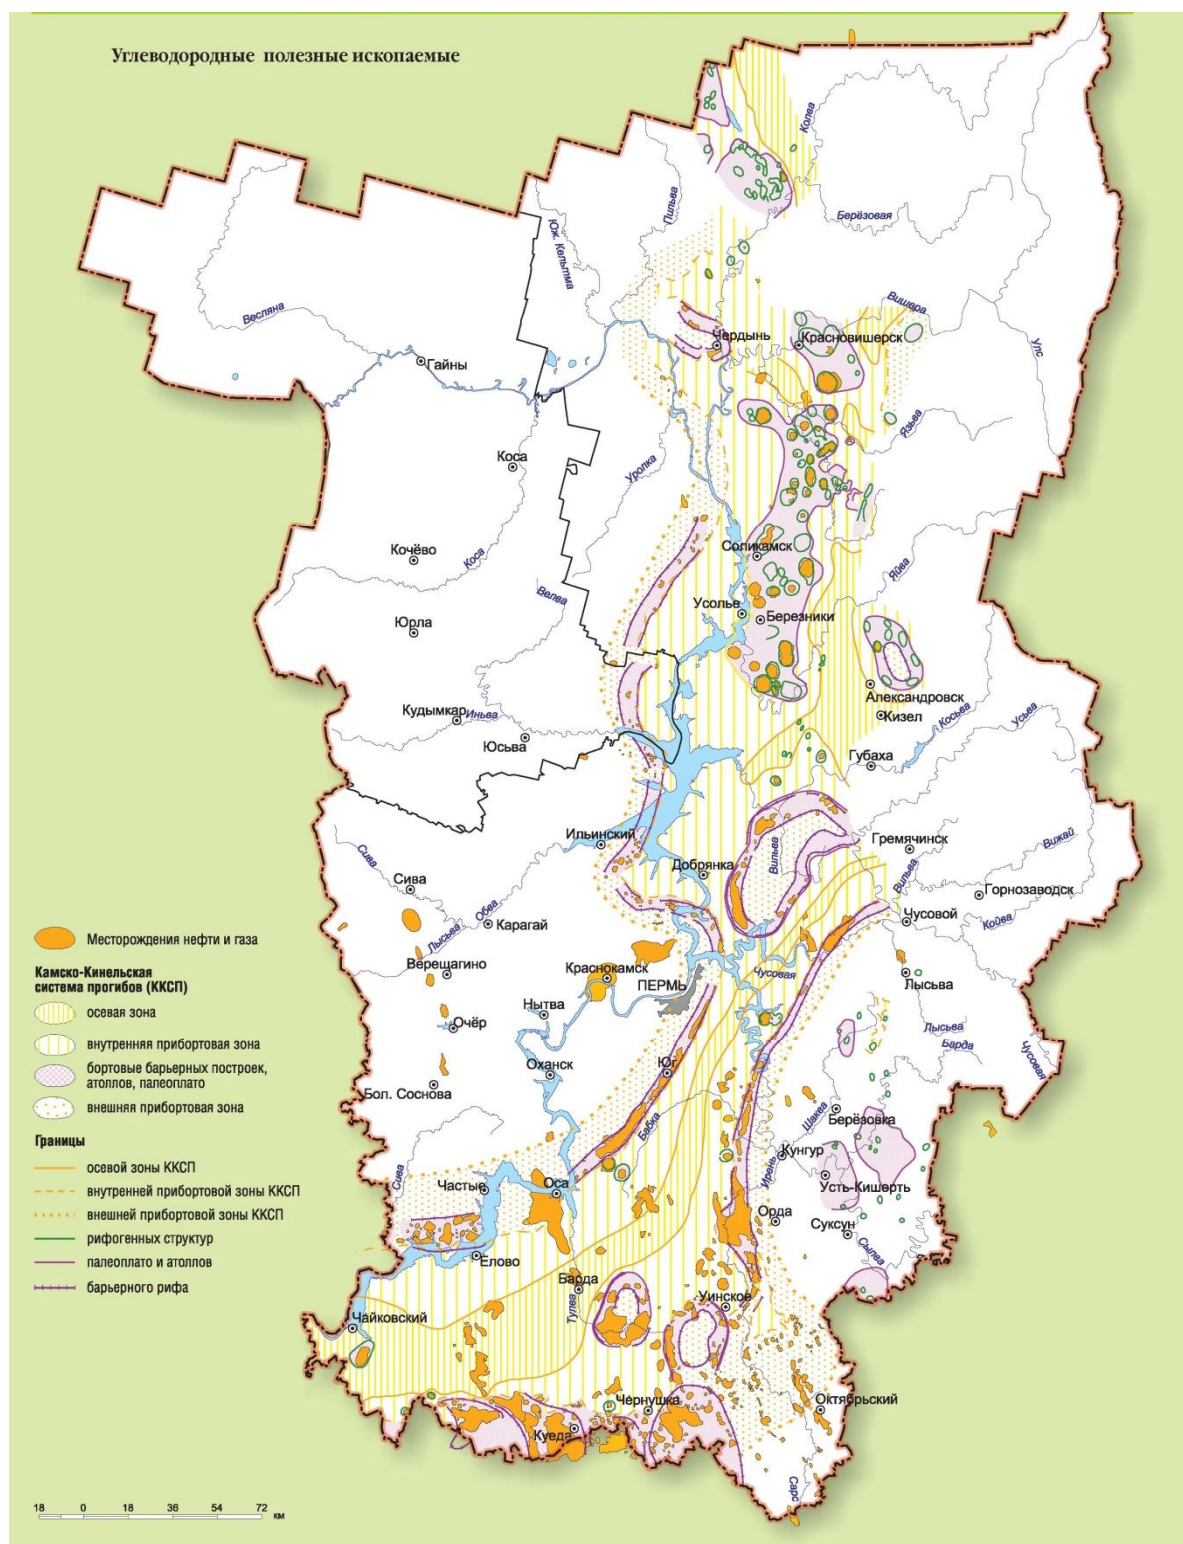 Углеводородные полезные ископаемые
Колва
Пильва
Юж. Кельтма
Берёзовая
Весляна
Вишера
Чердынь
Красновишерск
Улс
Гайны
Язьва
Коса
Уролка
Соликамск
Кочёво
Коса
Яйва
Велва
Усолье
Березники
Юрла
Александровск
Кудымкар
Иньва
Кизел
Косьва
Усьва
Юсьва
Губаха
Ильинский
Гремячинск
Вижай
Сива
Вильва
Добрянка
Вильва
Сива
Горнозаводск
Обва
Чусовой
Койва
Карагай
Лысьва
Верещагино
Краснокамск
Чусовая
ПЕРМЬ
Лысьва
Нытва
Очёр
Лысьва
Барда
Чусовая
Юг
Оханск
Бол. Соснова
Бабка
Шаква
Берёзовка
Кунгур
Ирень
Сива
Частые
Оса
Усть-Кишерть
Орда
Суксун
Сылва
Елово
Барда
Тулва
Уинское
Чайковский
Чернушка
Октябрьский
Куеда
Сарс
Месторождения нефти и газа
Камско-Кинельская
система прогибов (ККСП)
осевая зона
внутренняя прибортовая зона
бортовые барьерных построек,
атоллов, палеоплато
внешняя прибортовая зона
Границы
осевой зоны ККСП
внутренней прибортовой зоны ККСП
внешней прибортовой зоны ККСП
рифогенных структур
палеоплато и атоллов
барьерного рифа
18 0 18 36 54 72
км